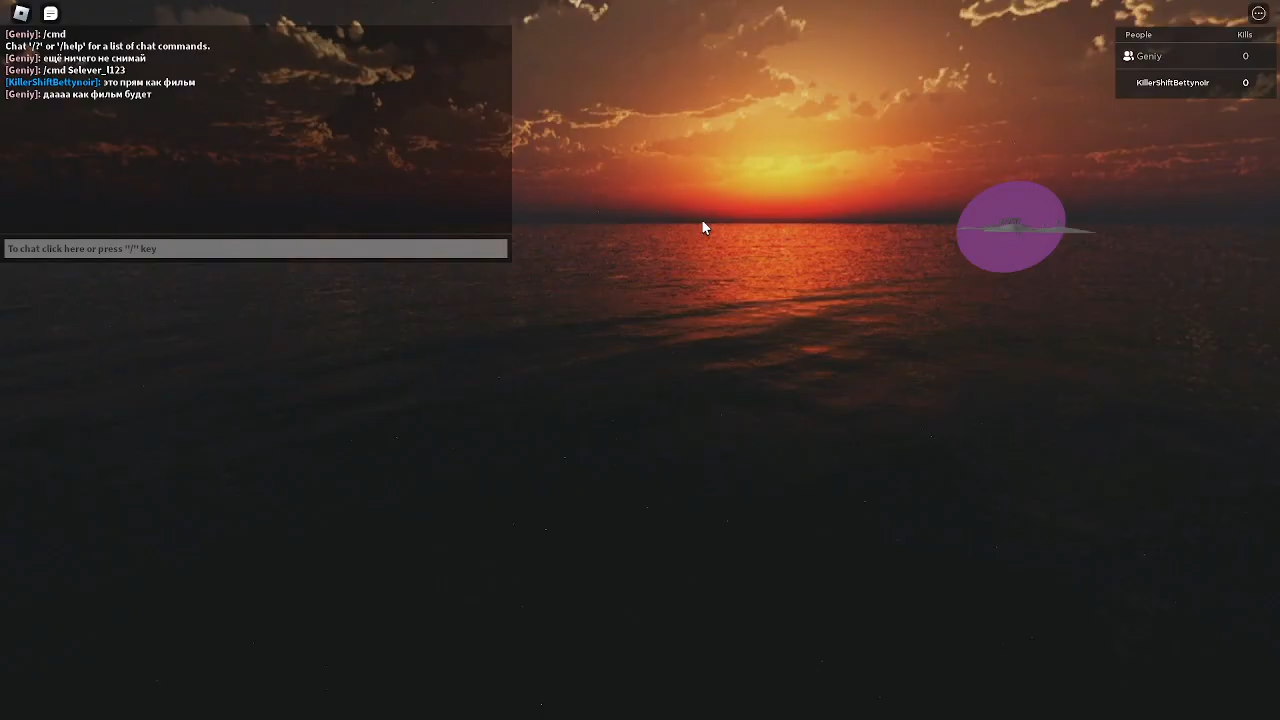 [Geniy]: /cmd
Chat '/?' or '/help' for a list of chat commands.
[Geniy]: ещё ничего не снимай
[Geniy]: /cmd Selever_l123
[KillerShiftBettynoir]: это прям как фильм
[Geniy]: даааа как фильм будет
To chat click here or press "/" key
People Kills
Geniy 0
KillerShiftBettynoir 0